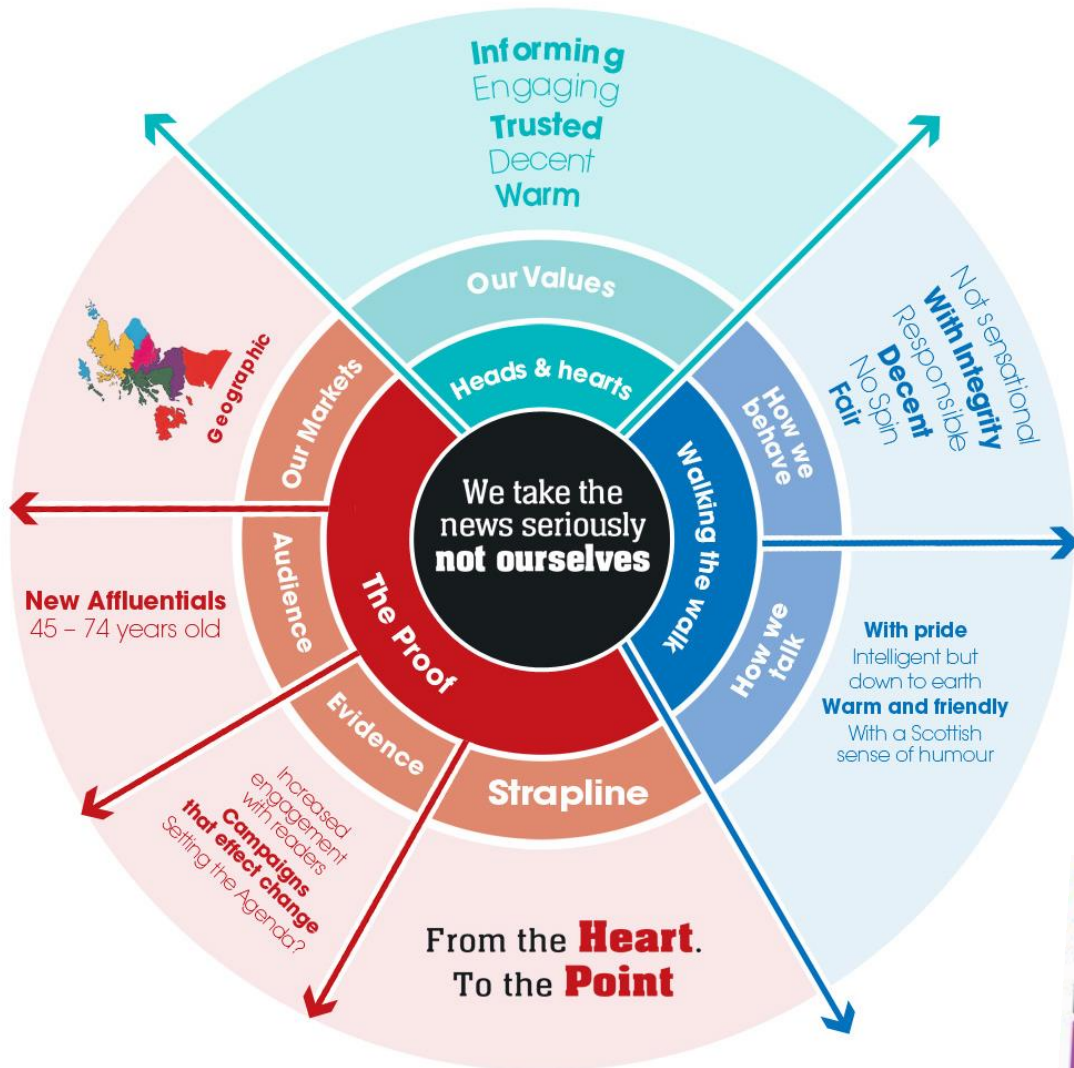 Informing
Engaging
Trusted
Decent
Warm
Our Values
Heads & hearts
We take the
news seriously
not ourselves
Walking the walk
How we
behave
Not sensational
With Integrity
Responsible
Decent
No Spin
Fair
How we
talk
With pride
Intelligent but
down to earth
Warm and friendly
With a Scottish
sense of humour
The Proof
Strapline
From the Heart.
To the Point
Evidence
Increased
engagement
with readers
Campaigns
that effect change
Setting the Agenda?
Audience
New Affluentials
45 – 74 years old
Our Markets
Geographic